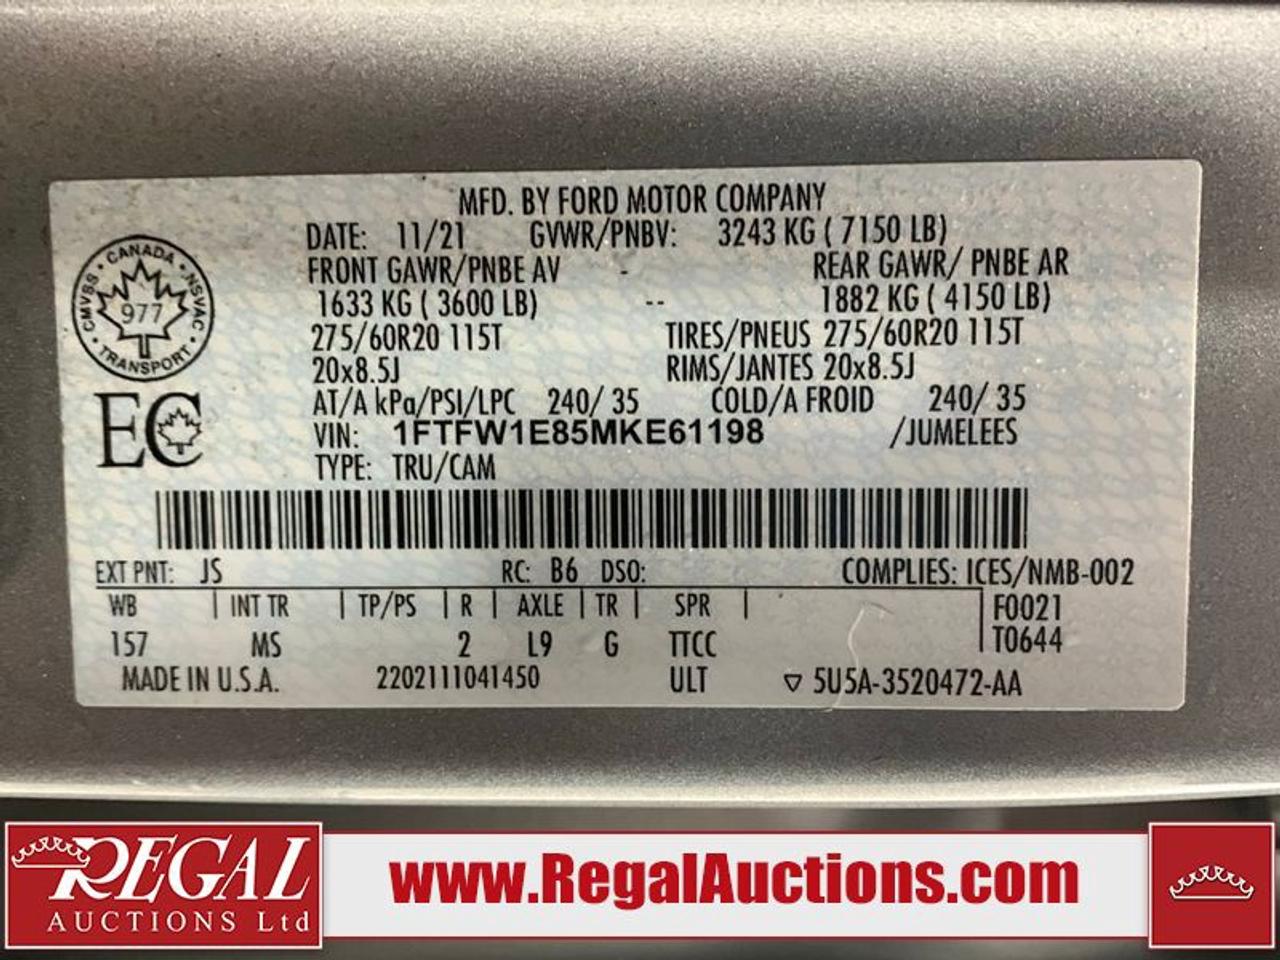 MFD. BY FORD MOTOR COMPANY
DATE: 11/21 GVWR/PNBV: 3243 KG ( 7150 LB)
FRONT GAWR/PNBE AV - REAR GAWR/ PNBE AR
1633 KG ( 3600 LB) -- 1882 KG ( 4150 LB)
275/60R20 115T TIRES/PNEUS 275/60R20 115T
20x8.5J RIMS/JANTES 20x8.5J
AT/A kPa/PSI/LPC 240/ 35 COLD/A FROID 240/ 35
VIN: 1FTFW1E85MKE61198 /JUMELEES
TYPE: TRU/CAM
CMVSS • CANADA • NSVAC • TRANSPORT •
977
EC
EXT PNT: JS RC: B6 DSO: COMPLIES: ICES/NMB-002
WB | INT TR | TP/PS | R | AXLE | TR | SPR | F0021
157 MS 2 L9 G TTCC T0644
MADE IN U.S.A. 2202111041450 ULT ▽ 5U5A-3520472-AA
REGAL
AUCTIONS Ltd
www.RegalAuctions.com